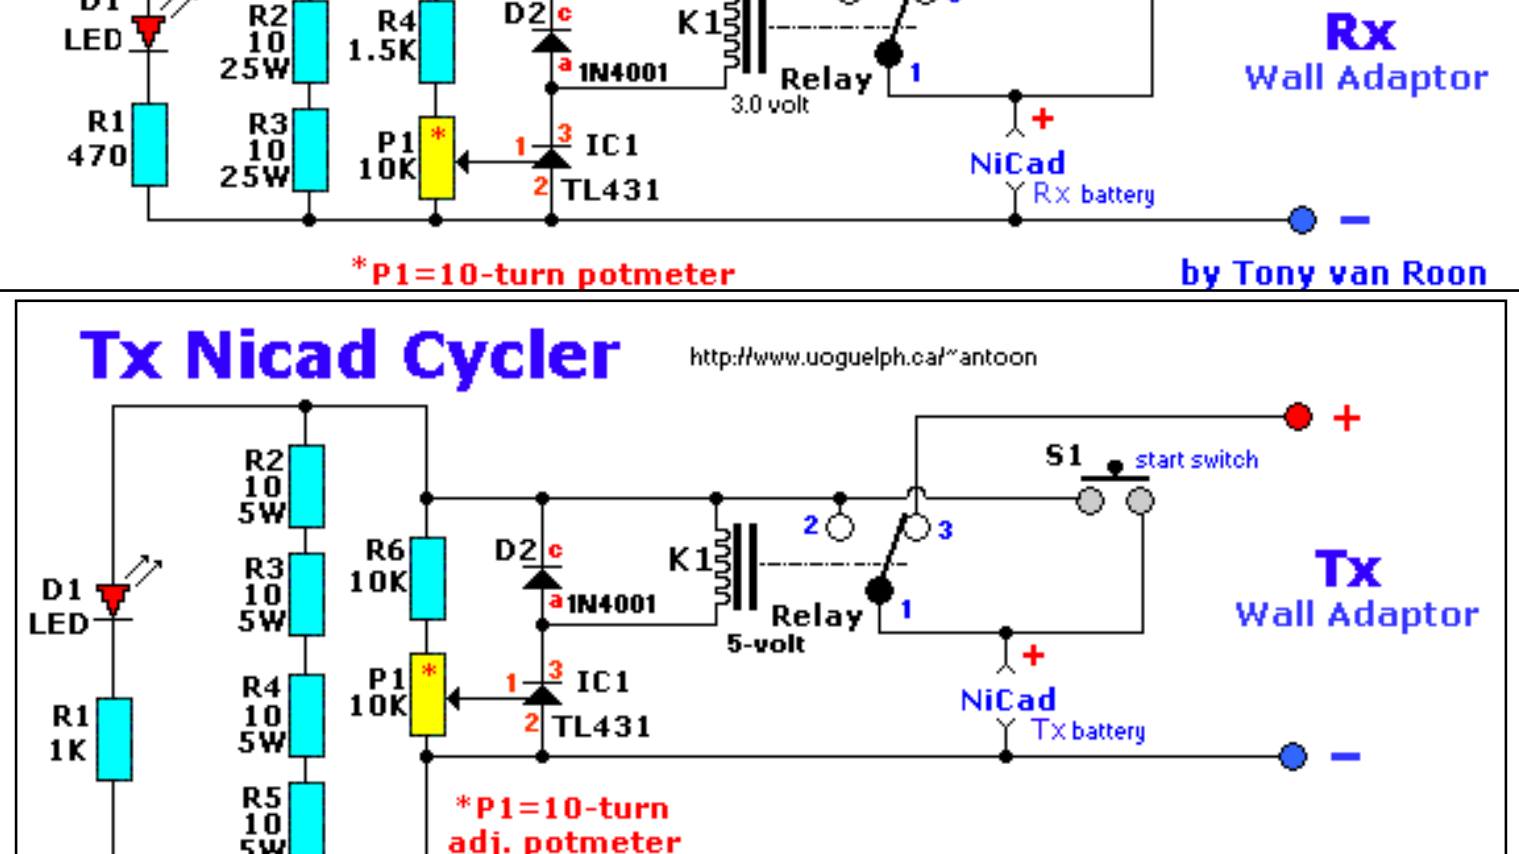 D1
LED
R2
10
25W
R4
1.5K
D2 c
a 1N4001
K1
Relay
3.0 volt
1
Rx
Wall Adaptor
R1
470
R3
10
25W
P1
10K
*
1 3 IC1
2 TL431
+
NiCad
Rx battery
−
*P1=10-turn potmeter
by Tony van Roon
Tx Nicad Cycler
http://www.uoguelph.ca/~antoon
+
S1 start switch
R2
10
5W
2 3
R6
10K
D2 c
a 1N4001
K1
Relay
5-volt
1
Tx
Wall Adaptor
D1
LED
R3
10
5W
+
NiCad
Tx battery
−
P1
10K
*
1 3 IC1
2 TL431
R4
10
5W
R1
1K
R5
10
5W
*P1=10-turn
adj. potmeter